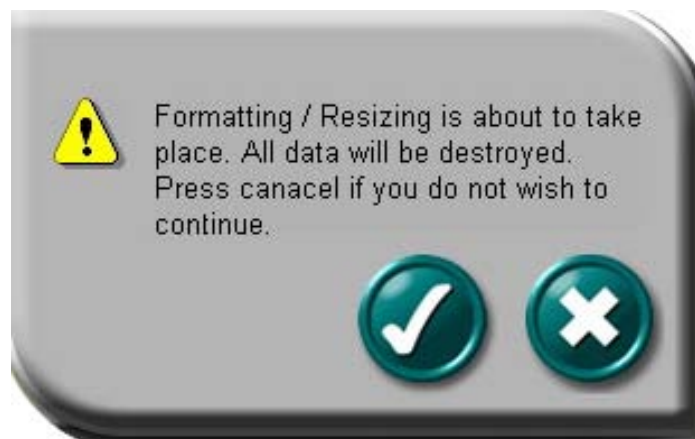 Formatting / Resizing is about to take
place. All data will be destroyed.
Press canacel if you do not wish to
continue.